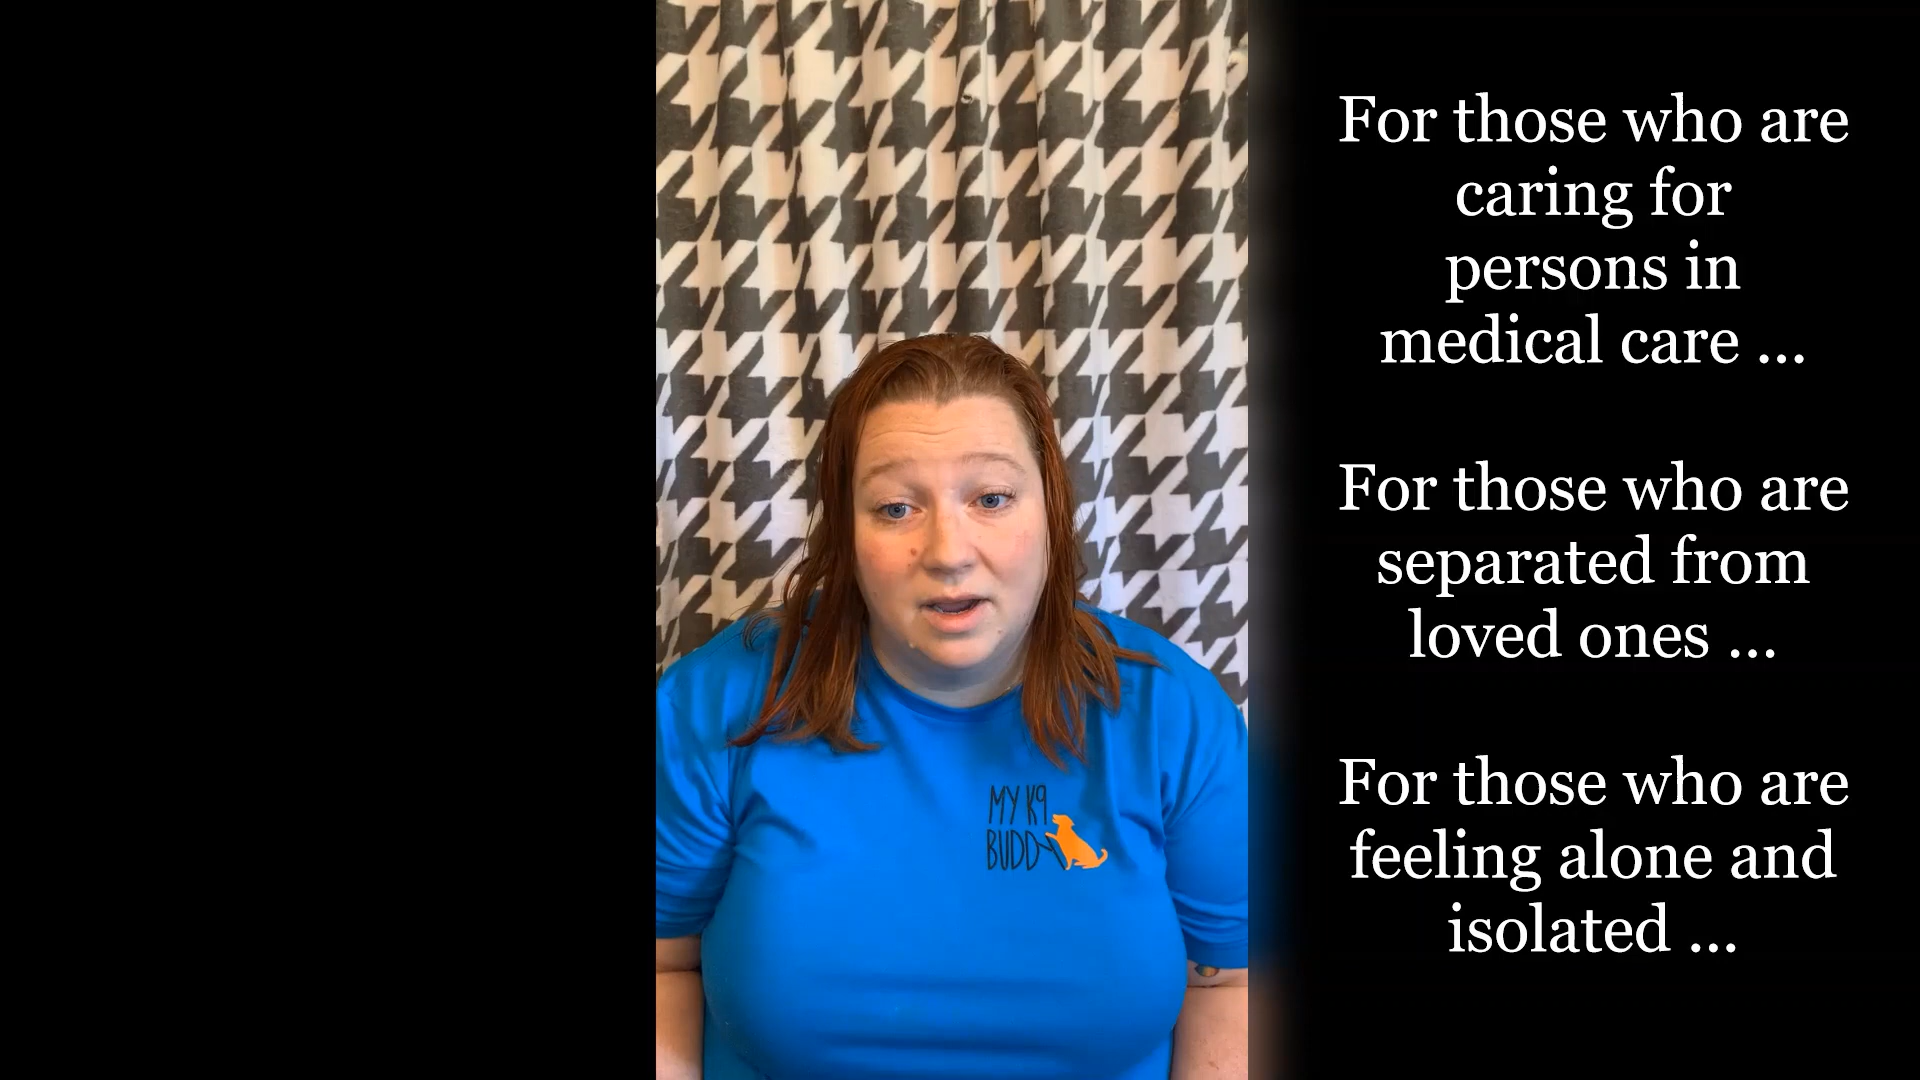 For those who are
caring for
persons in
medical care ...
For those who are
separated from
loved ones ...
For those who are
feeling alone and
isolated ...
MY K9
BUDDY